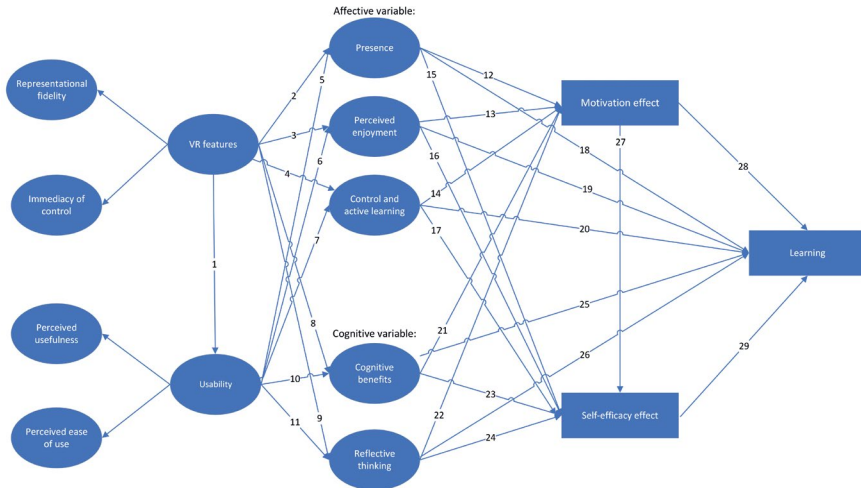 Affective variable:
Presence
5
15
12
2
Representational
fidelity
Motivation effect
13
Perceived
enjoyment
3
VR features
27
6
16
18
28
4
Immediacy of
control
Control and
active learning
14
19
17
20
7
Learning
1
25
8
Perceived
usefulness
Cognitive variable:
21
29
26
Usability
10
Cognitive
benefits
23
22
9
11
Self-efficacy effect
24
Perceived ease
of use
Reflective
thinking